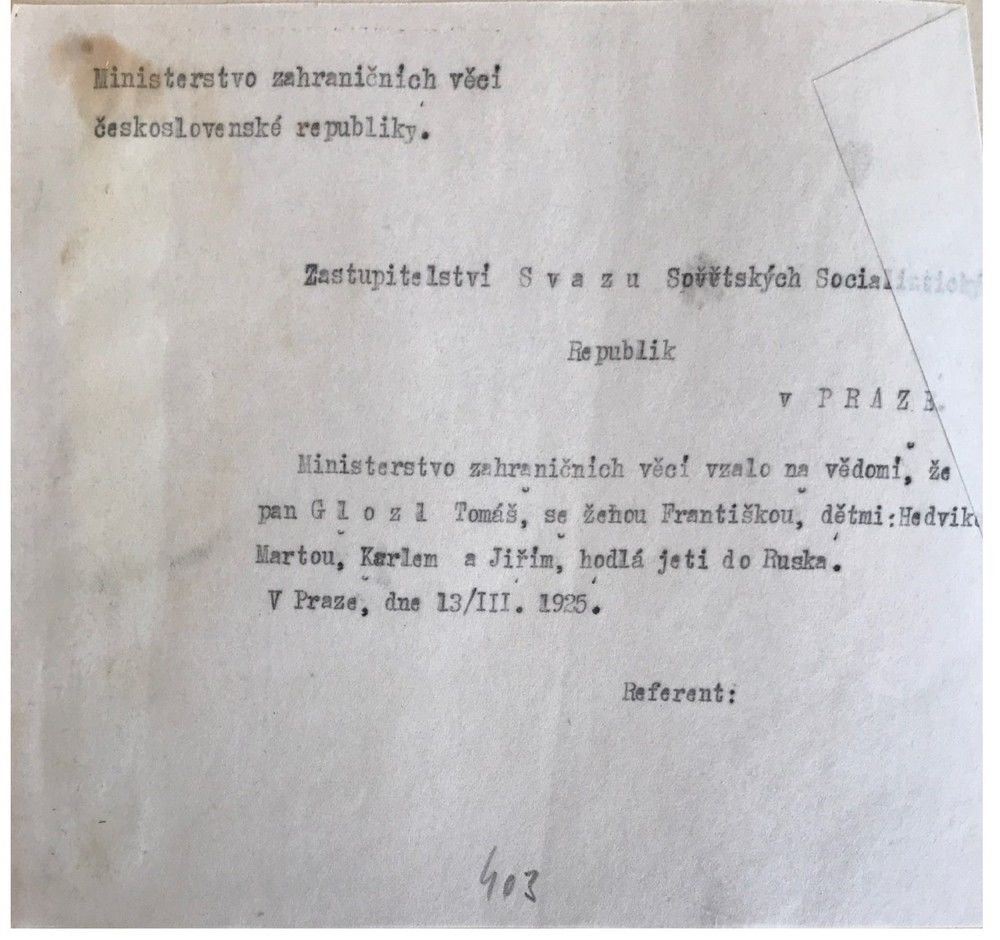 Ministerstvo zahraničních věcí
československé republiky.
Zastupitelství S v a z u Sovětských Socialistický
Republik
v P R A Z E.
Ministerstvo zahraničních věcí vzalo na vědomí, že
pan G l o z l Tomáš, se ženou Františkou, dětmi: Hedvik
Martou, Karlem a Jiřím, hodlá jeti do Ruska.
V Praze, dne 13/III. 1925.
Referent:
403